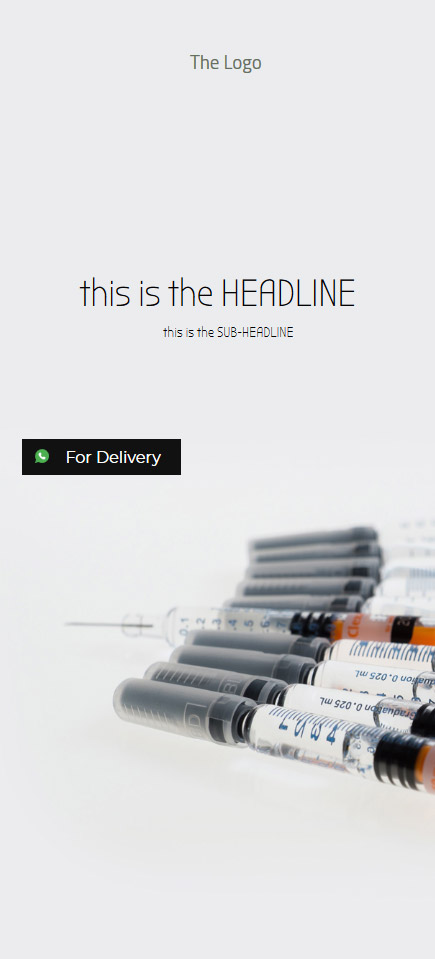 The Logo
this is the HEADLINE
this is the SUB-HEADLINE
For Delivery
Graduation 0.025 mL
Graduation 0.025 mL